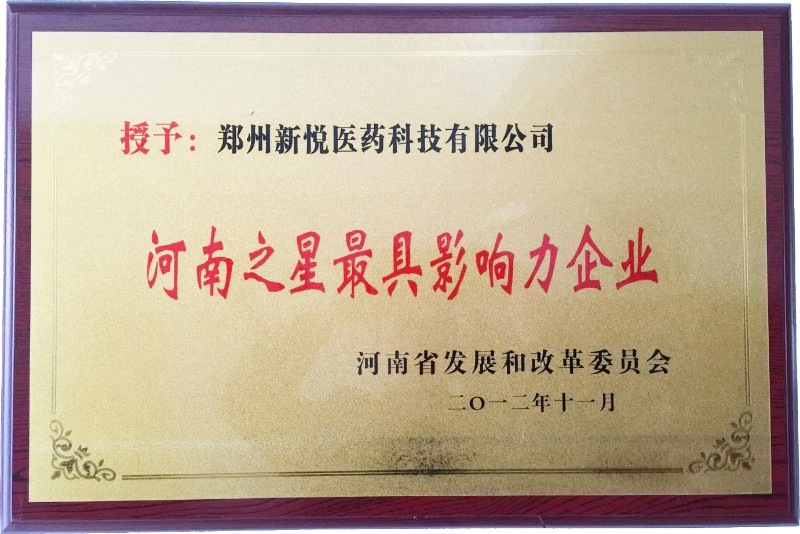 授予：郑州新悦医药科技有限公司
河南之星最具影响力企业
河南省发展和改革委员会
二〇一二年十一月